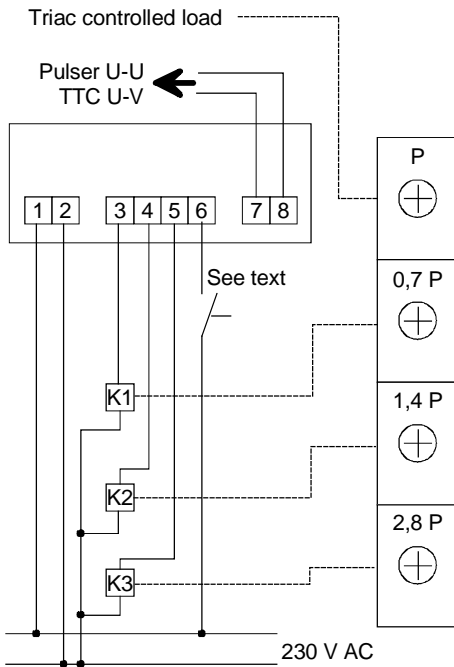 Triac controlled load
Pulser U-U
TTC U-V
P
1 2 3 4 5 6 7 8
See text
0,7 P
K1
1,4 P
K2
2,8 P
K3
230 V AC